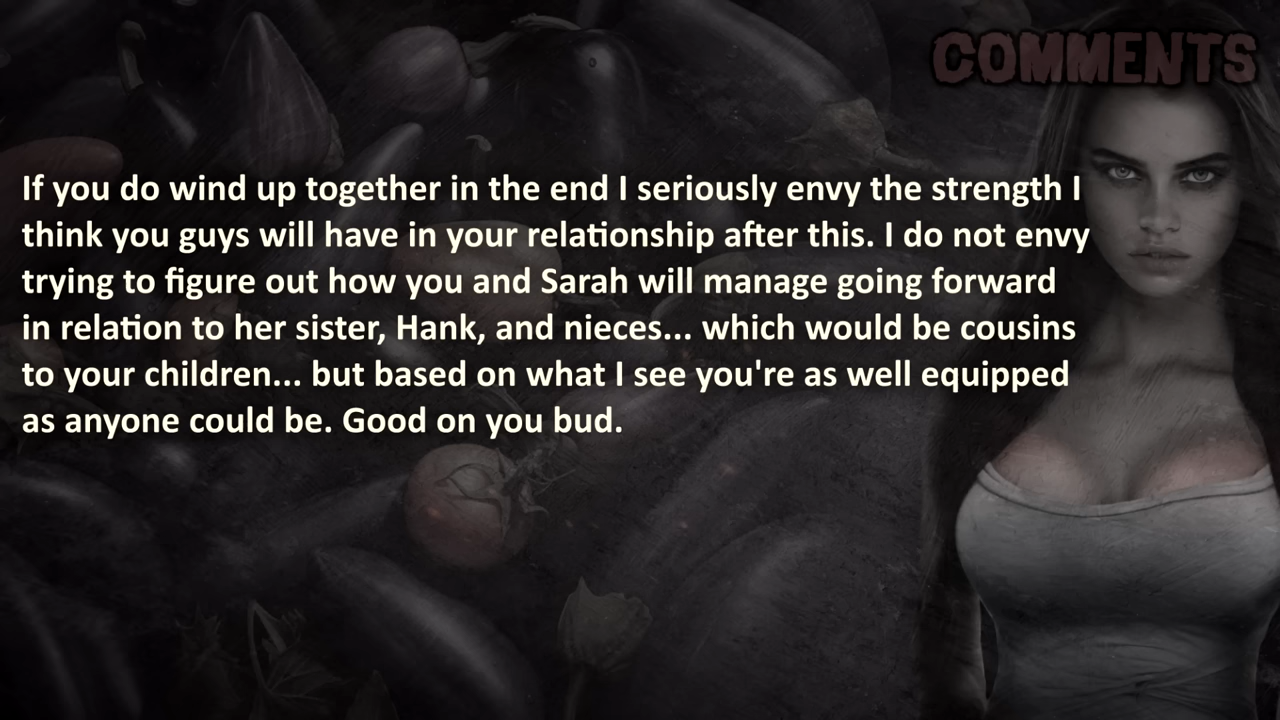 COMMENTS
If you do wind up together in the end I seriously envy the strength I
think you guys will have in your relationship after this. I do not envy
trying to figure out how you and Sarah will manage going forward
in relation to her sister, Hank, and nieces... which would be cousins
to your children... but based on what I see you're as well equipped
as anyone could be. Good on you bud.